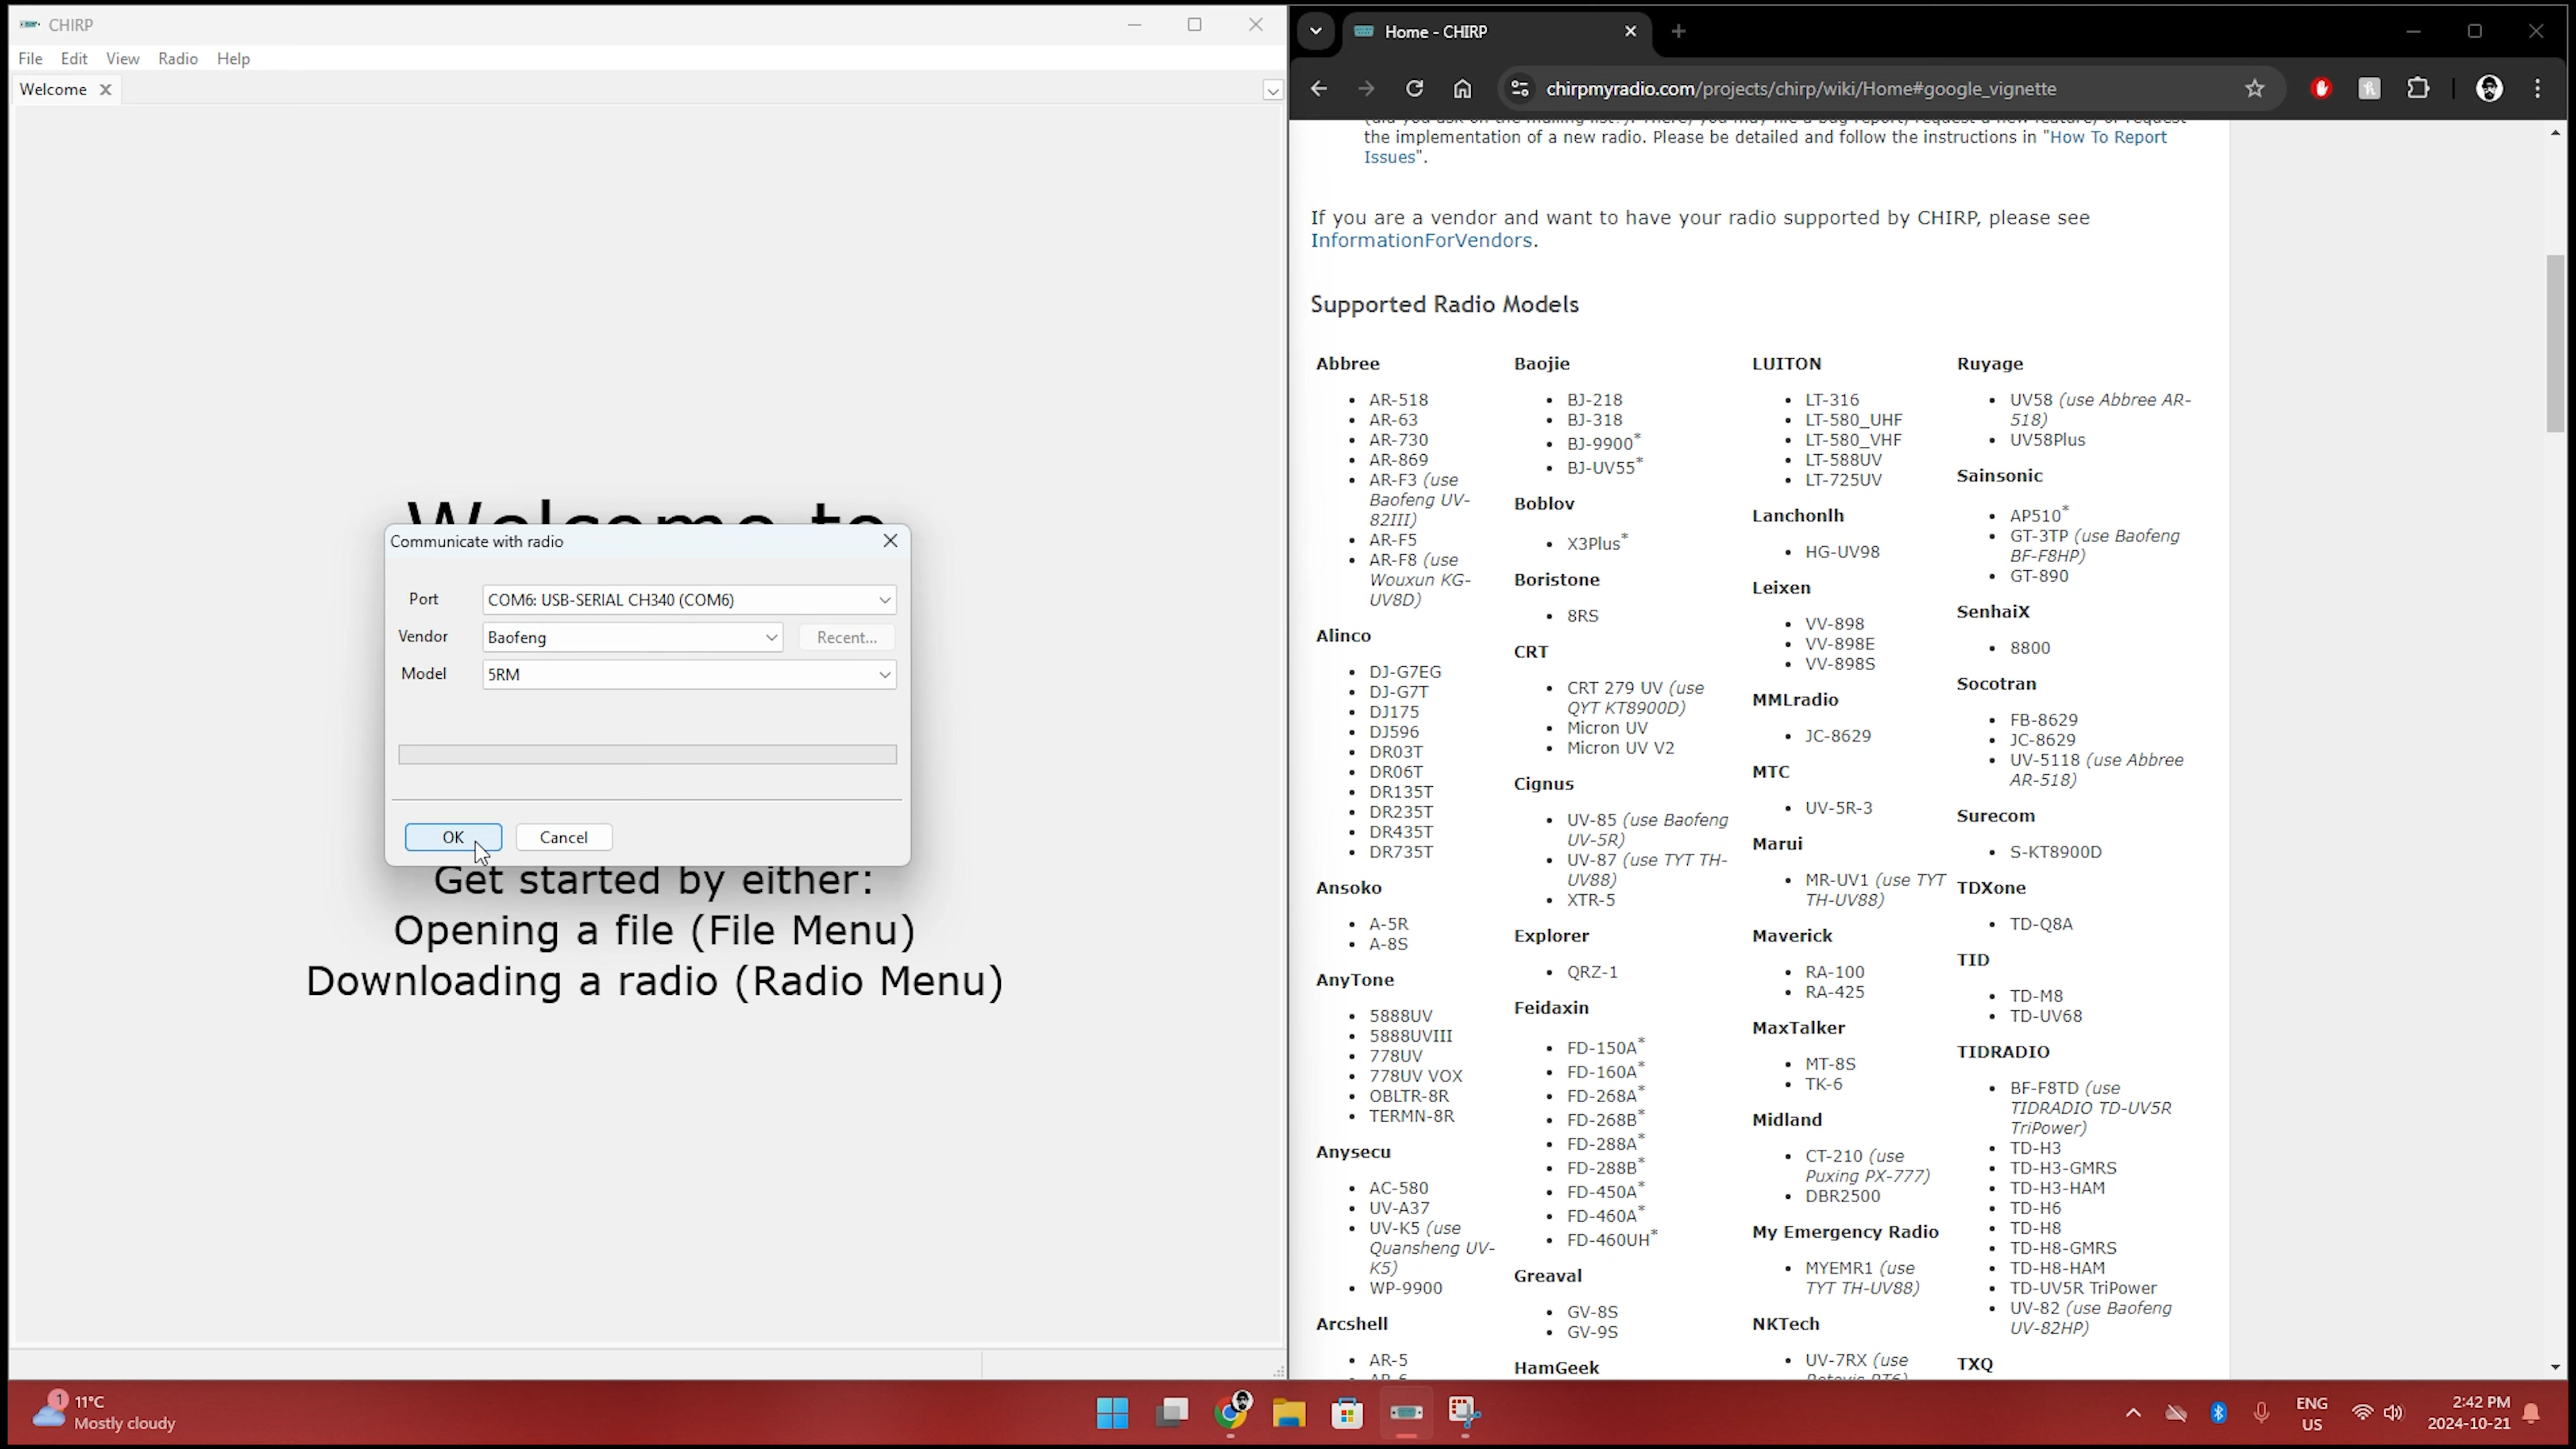 CHIRP
File Edit View Radio Help
Welcome
Get started by either:
Opening a file (File Menu)
Downloading a radio (Radio Menu)
Communicate with radio
Port COM6: USB-SERIAL CH340 (COM6)
Vendor Baofeng Recent...
Model 5RM
OK Cancel
Home - CHIRP
chirpmyradio.com/projects/chirp/wiki/Home#google_vignette
the implementation of a new radio. Please be detailed and follow the instructions in "How To Report
Issues".
If you are a vendor and want to have your radio supported by CHIRP, please see
InformationForVendors.
Supported Radio Models
Abbree
AR-518
AR-63
AR-730
AR-869
AR-F3 (use
Baofeng UV-
82III)
AR-F5
AR-F8 (use
Wouxun KG-
UV8D)
Alinco
DJ-G7EG
DJ-G7T
DJ175
DJ596
DR03T
DR06T
DR135T
DR235T
DR435T
DR735T
Ansoko
A-5R
A-8S
AnyTone
5888UV
5888UVIII
778UV
778UV VOX
OBLTR-8R
TERMN-8R
Anysecu
AC-580
UV-A37
UV-K5 (use
Quansheng UV-
K5)
WP-9900
Arcshell
AR-5
Baojie
BJ-218
BJ-318
BJ-9900*
BJ-UV55*
Boblov
X3Plus*
Boristone
8RS
CRT
CRT 279 UV (use
QYT KT8900D)
Micron UV
Micron UV V2
Cignus
UV-85 (use Baofeng
UV-5R)
UV-87 (use TYT TH-
UV88)
XTR-5
Explorer
QRZ-1
Feidaxin
FD-150A*
FD-160A*
FD-268A*
FD-268B*
FD-288A*
FD-288B*
FD-450A*
FD-460A*
FD-460UH*
Greaval
GV-8S
GV-9S
HamGeek
LUITON
LT-316
LT-580_UHF
LT-580_VHF
LT-588UV
LT-725UV
Lanchonlh
HG-UV98
Leixen
VV-898
VV-898E
VV-898S
MMLradio
JC-8629
MTC
UV-5R-3
Marui
MR-UV1 (use TYT
TH-UV88)
Maverick
RA-100
RA-425
MaxTalker
MT-8S
TK-6
Midland
CT-210 (use
Puxing PX-777)
DBR2500
My Emergency Radio
MYEMR1 (use
TYT TH-UV88)
NKTech
UV-7RX (use
Ruyage
UV58 (use Abbree AR-
518)
UV58Plus
Sainsonic
AP510*
GT-3TP (use Baofeng
BF-F8HP)
GT-890
SenhaiX
8800
Socotran
FB-8629
JC-8629
UV-5118 (use Abbree
AR-518)
Surecom
S-KT8900D
TDXone
TD-Q8A
TID
TD-M8
TD-UV68
TIDRADIO
BF-F8TD (use
TIDRADIO TD-UV5R
TriPower)
TD-H3
TD-H3-GMRS
TD-H3-HAM
TD-H6
TD-H8
TD-H8-GMRS
TD-H8-HAM
TD-UV5R TriPower
UV-82 (use Baofeng
UV-82HP)
TXQ
1
11°C
Mostly cloudy
ENG
US
2:42 PM
2024-10-21